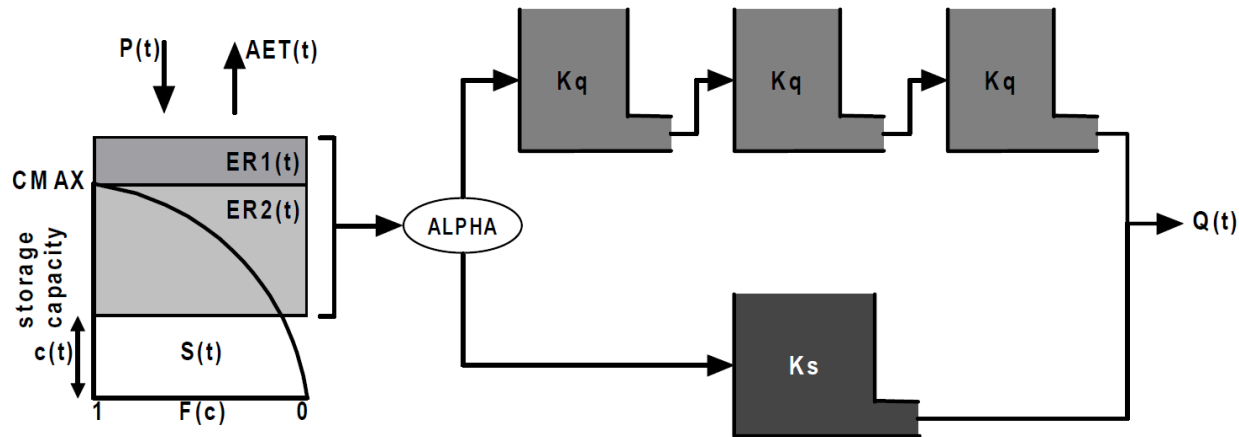 P(t)
AET(t)
ER1(t)
CMAX
ER2(t)
storage
capacity
c(t)
S(t)
1
F(c)
0
ALPHA
Kq
Kq
Kq
Ks
Q(t)